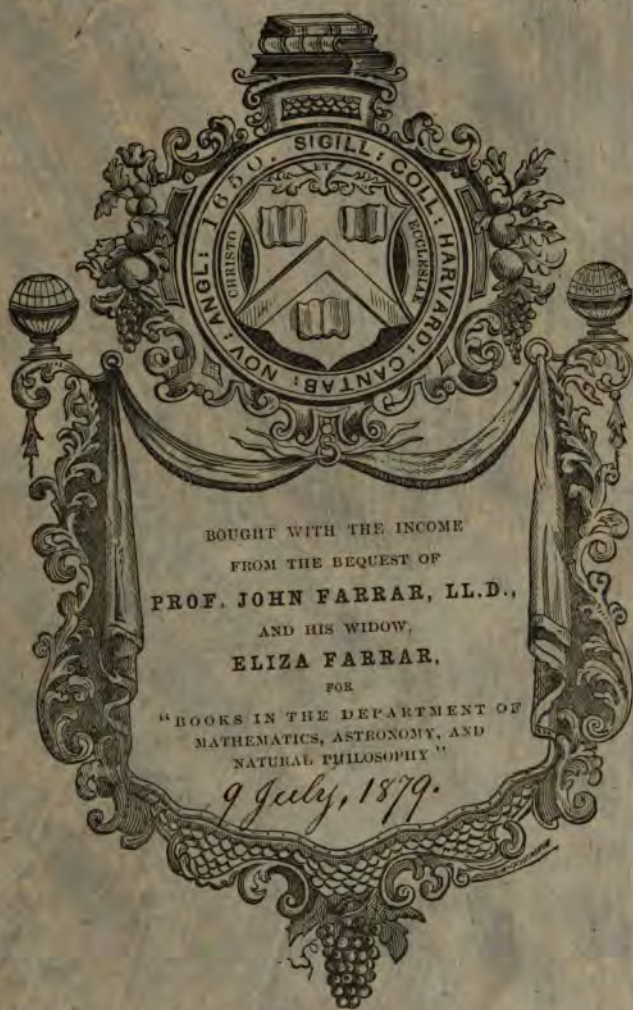 SIGILL: COLL: HARVARD: CANTAB: NOV: ANGL: 1650.
ET
CHRISTO
ECCLESIAE
BOUGHT WITH THE INCOME
FROM THE BEQUEST OF
PROF. JOHN FARRAR, LL.D.,
AND HIS WIDOW,
ELIZA FARRAR,
FOR
"BOOKS IN THE DEPARTMENT OF
MATHEMATICS, ASTRONOMY, AND
NATURAL PHILOSOPHY"
9 July, 1879.